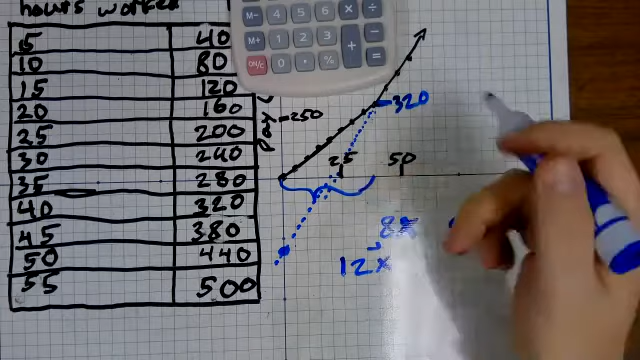 hours worked
5 40
10 80
15 120
20 160
25 200
30 240
35 280
40 320
45 380
50 440
55 500
M-
4 5 6 ×
M+ 1 2 3 -
ON/C 0 . % + =
250
320
25 50
8x
12x